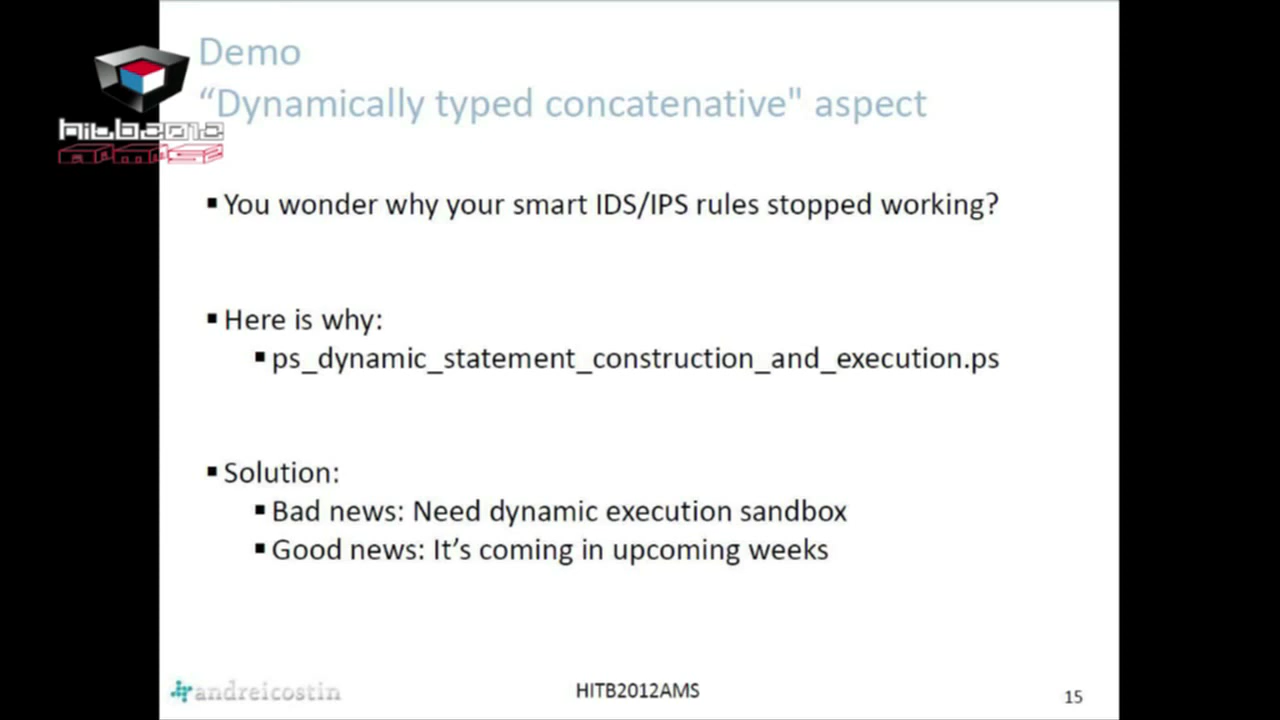 Demo
“Dynamically typed concatenative" aspect
hitb2012
▪ You wonder why your smart IDS/IPS rules stopped working?
▪ Here is why:
▪ ps_dynamic_statement_construction_and_execution.ps
▪ Solution:
▪ Bad news: Need dynamic execution sandbox
▪ Good news: It’s coming in upcoming weeks
andreicostin
HITB2012AMS
15